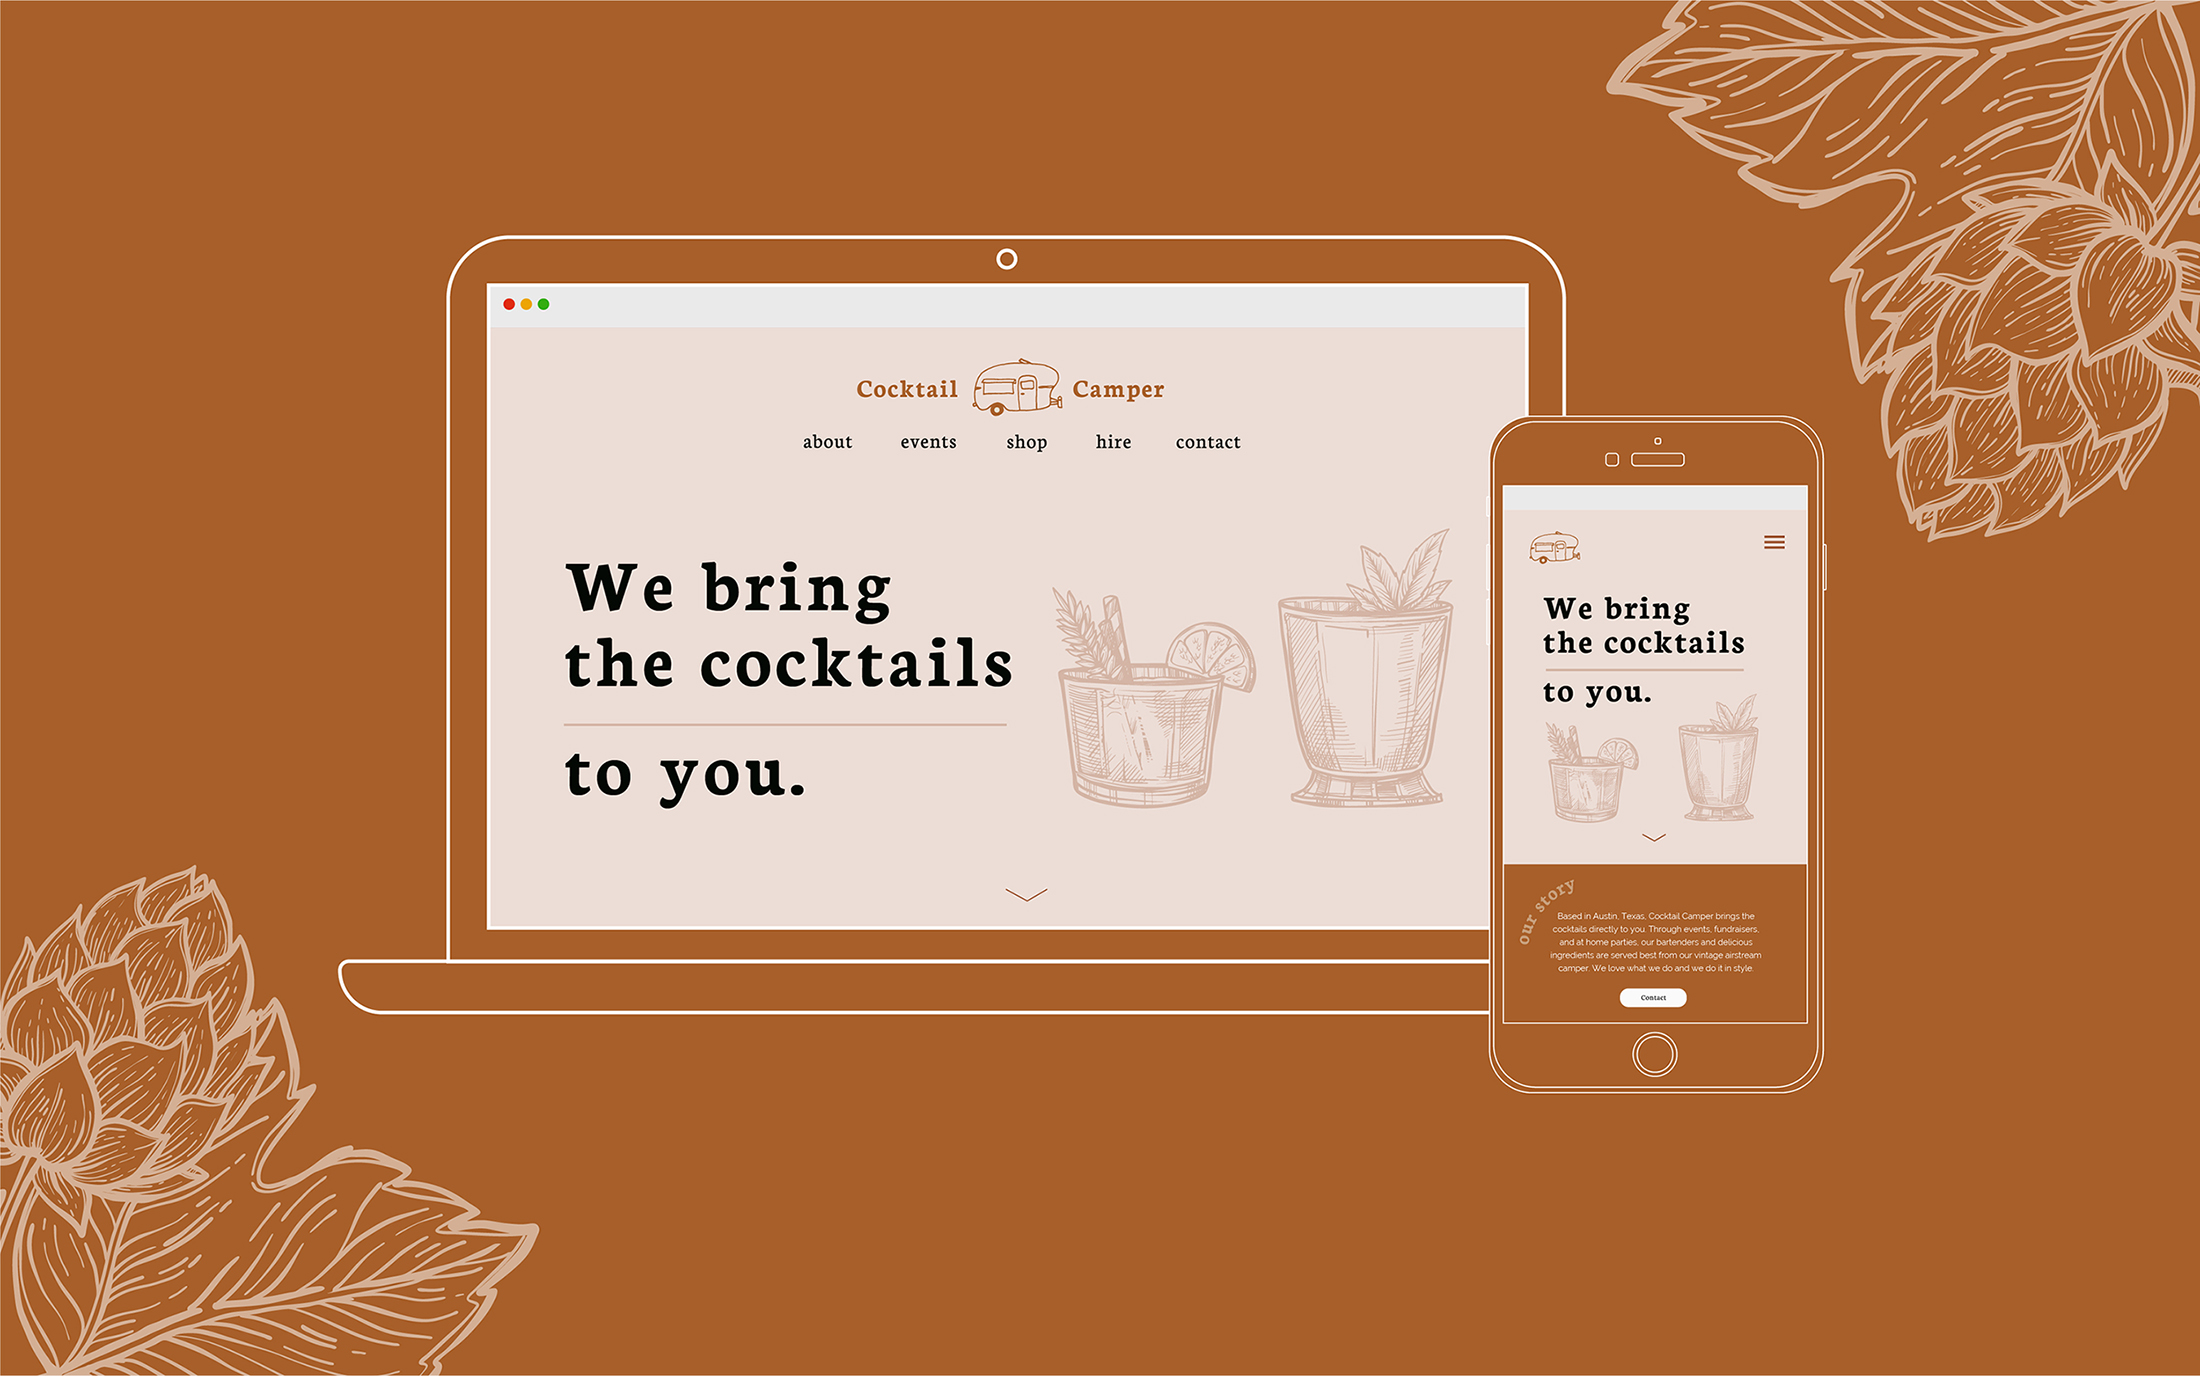 Cocktail Camper
about events shop hire contact
We bring
the cocktails
to you.
We bring
the cocktails
to you.
our story
Based in Austin, Texas, Cocktail Camper brings the
cocktails directly to you. Through events, fundraisers,
and at home parties, our bartenders and delicious
ingredients are served best from our vintage airstream
camper. We love what we do and we do it in style.
Contact